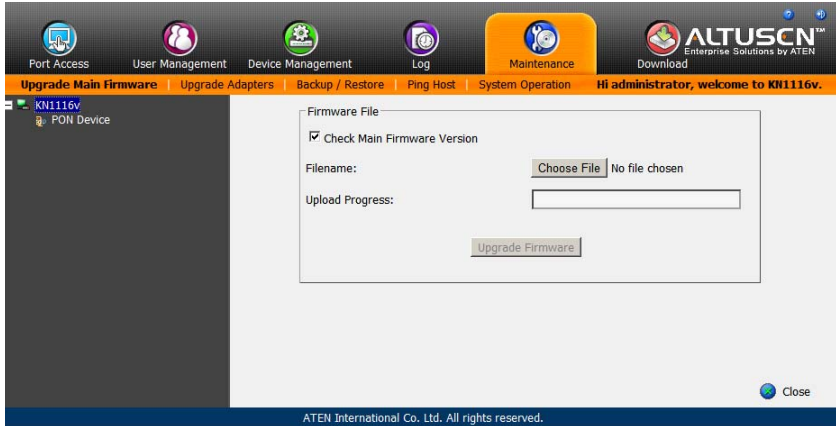 Port Access User Management Device Management Log Maintenance Download
ALTUSEN™
Enterprise Solutions by ATEN
Upgrade Main Firmware | Upgrade Adapters | Backup / Restore | Ping Host | System Operation Hi administrator, welcome to KN1116v.
KN1116v
PON Device
Firmware File
Check Main Firmware Version
Filename: Choose File No file chosen
Upload Progress:
Upgrade Firmware
Close
ATEN International Co. Ltd. All rights reserved.